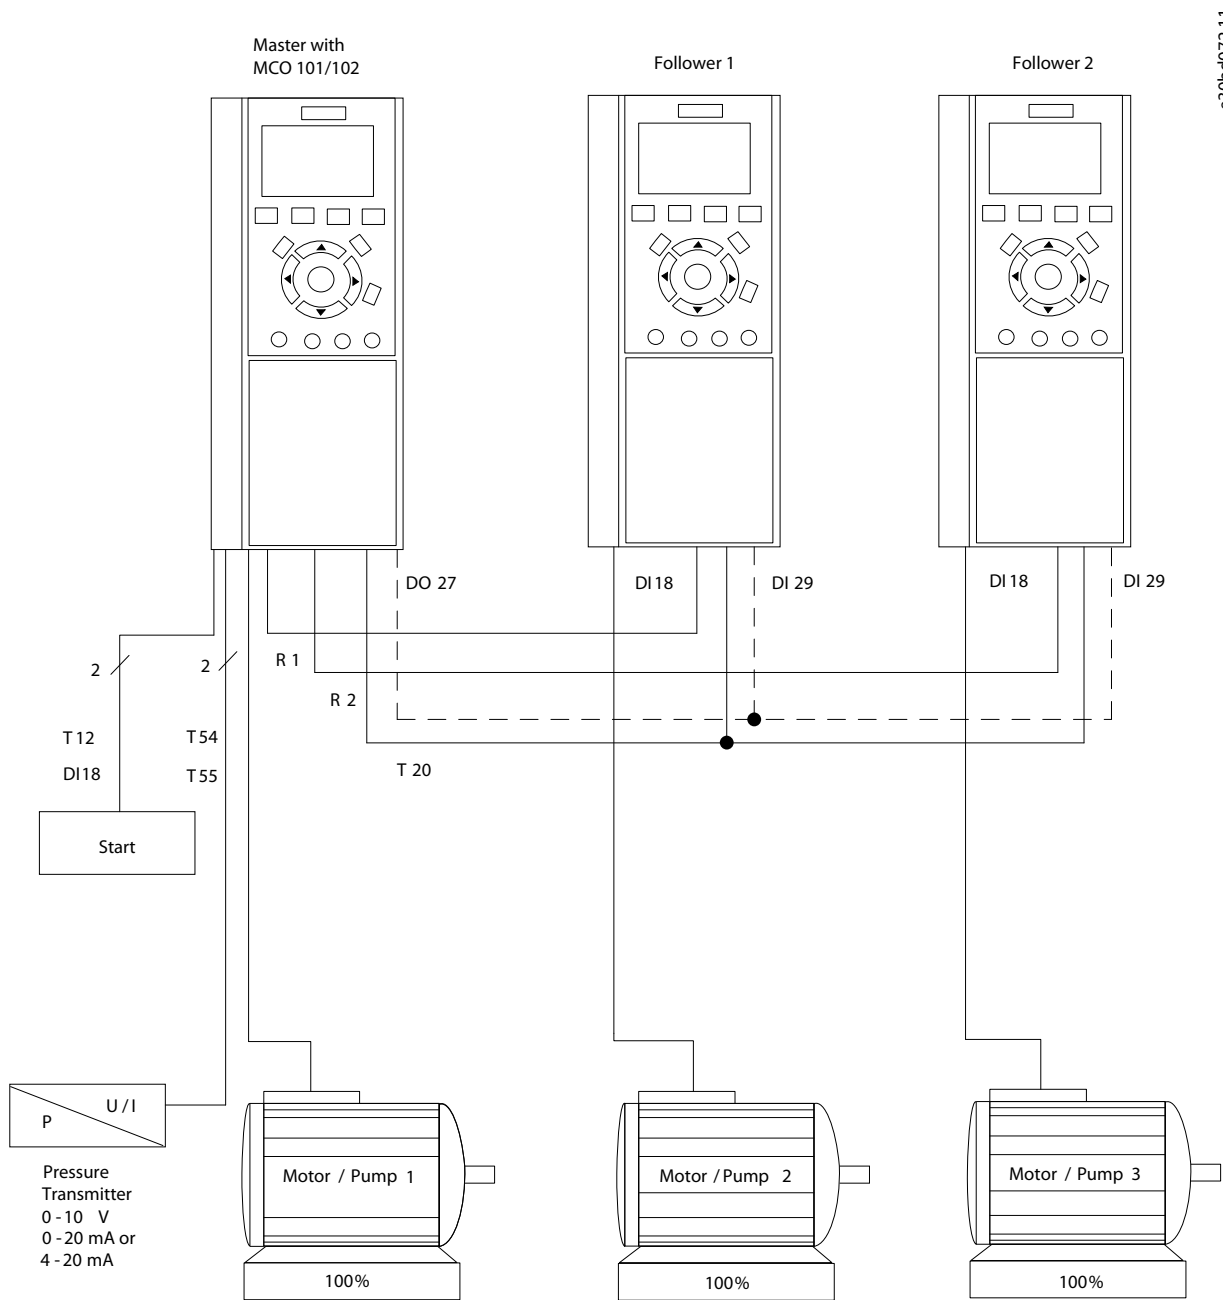 Master with
MCO 101/102
Follower 1
Follower 2
DO 27
DI 18
DI 29
DI 18
DI 29
2
2
R 1
R 2
T 12
DI18
T 54
T 55
T 20
Start
U / I
P
Pressure
Transmitter
0 - 10 V
0 - 20 mA or
4 - 20 mA
Motor / Pump 1
Motor / Pump 2
Motor / Pump 3
100%
100%
100%